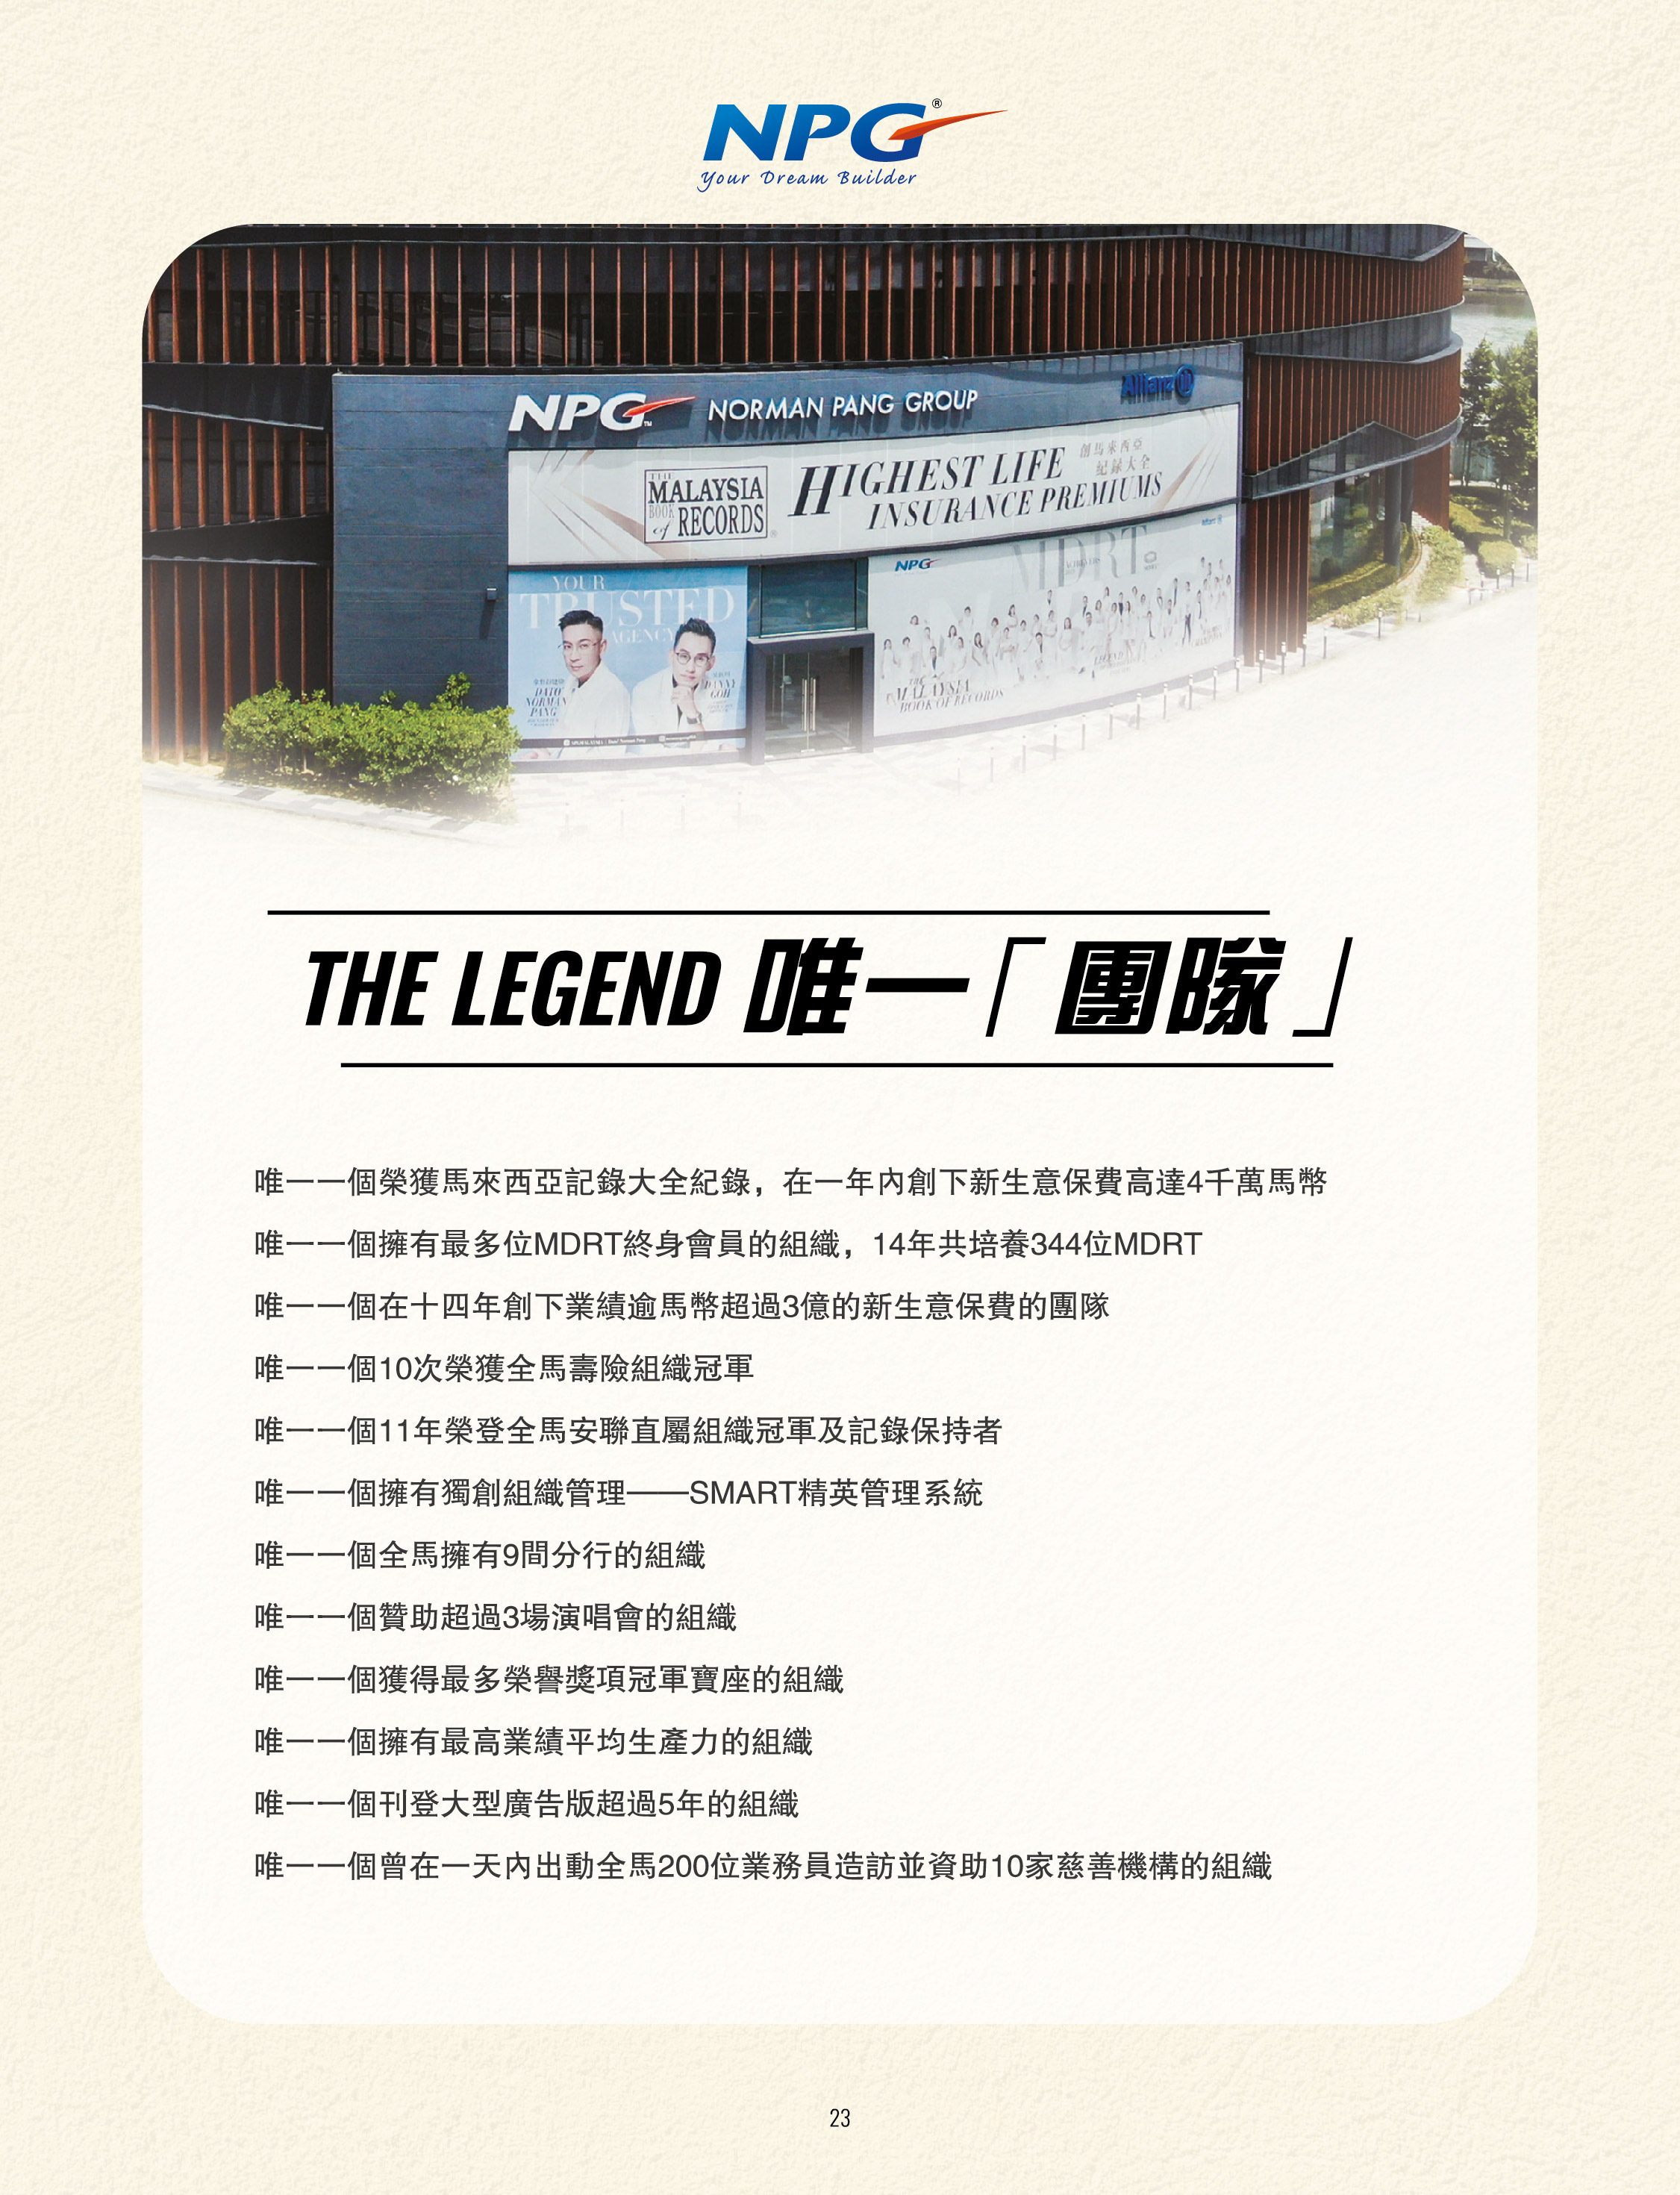 NPG®
Your Dream Builder
NPG™ NORMAN PANG GROUP Allianz
THE MALAYSIA BOOK of RECORDS®
HIGHEST LIFE
INSURANCE PREMIUMS
創馬來西亞
紀錄大全
YOUR
TRUSTED
AGENCY
DATO'
NORMAN
PANG
DANNY
GOH
NPG
MDRT
Allianz
THE
MALAYSIA
BOOK OF RECORDS
THE LEGEND 唯一「團隊」
唯一一個榮獲馬來西亞記錄大全紀錄，在一年內創下新生意保費高達4千萬馬幣
唯一一個擁有最多位MDRT終身會員的組織，14年共培養344位MDRT
唯一一個在十四年創下業績逾馬幣超過3億的新生意保費的團隊
唯一一個10次榮獲全馬壽險組織冠軍
唯一一個11年榮登全馬安聯直屬組織冠軍及記錄保持者
唯一一個擁有獨創組織管理——SMART精英管理系統
唯一一個全馬擁有9間分行的組織
唯一一個贊助超過3場演唱會的組織
唯一一個獲得最多榮譽獎項冠軍寶座的組織
唯一一個擁有最高業績平均生產力的組織
唯一一個刊登大型廣告版超過5年的組織
唯一一個曾在一天內出動全馬200位業務員造訪並資助10家慈善機構的組織
23